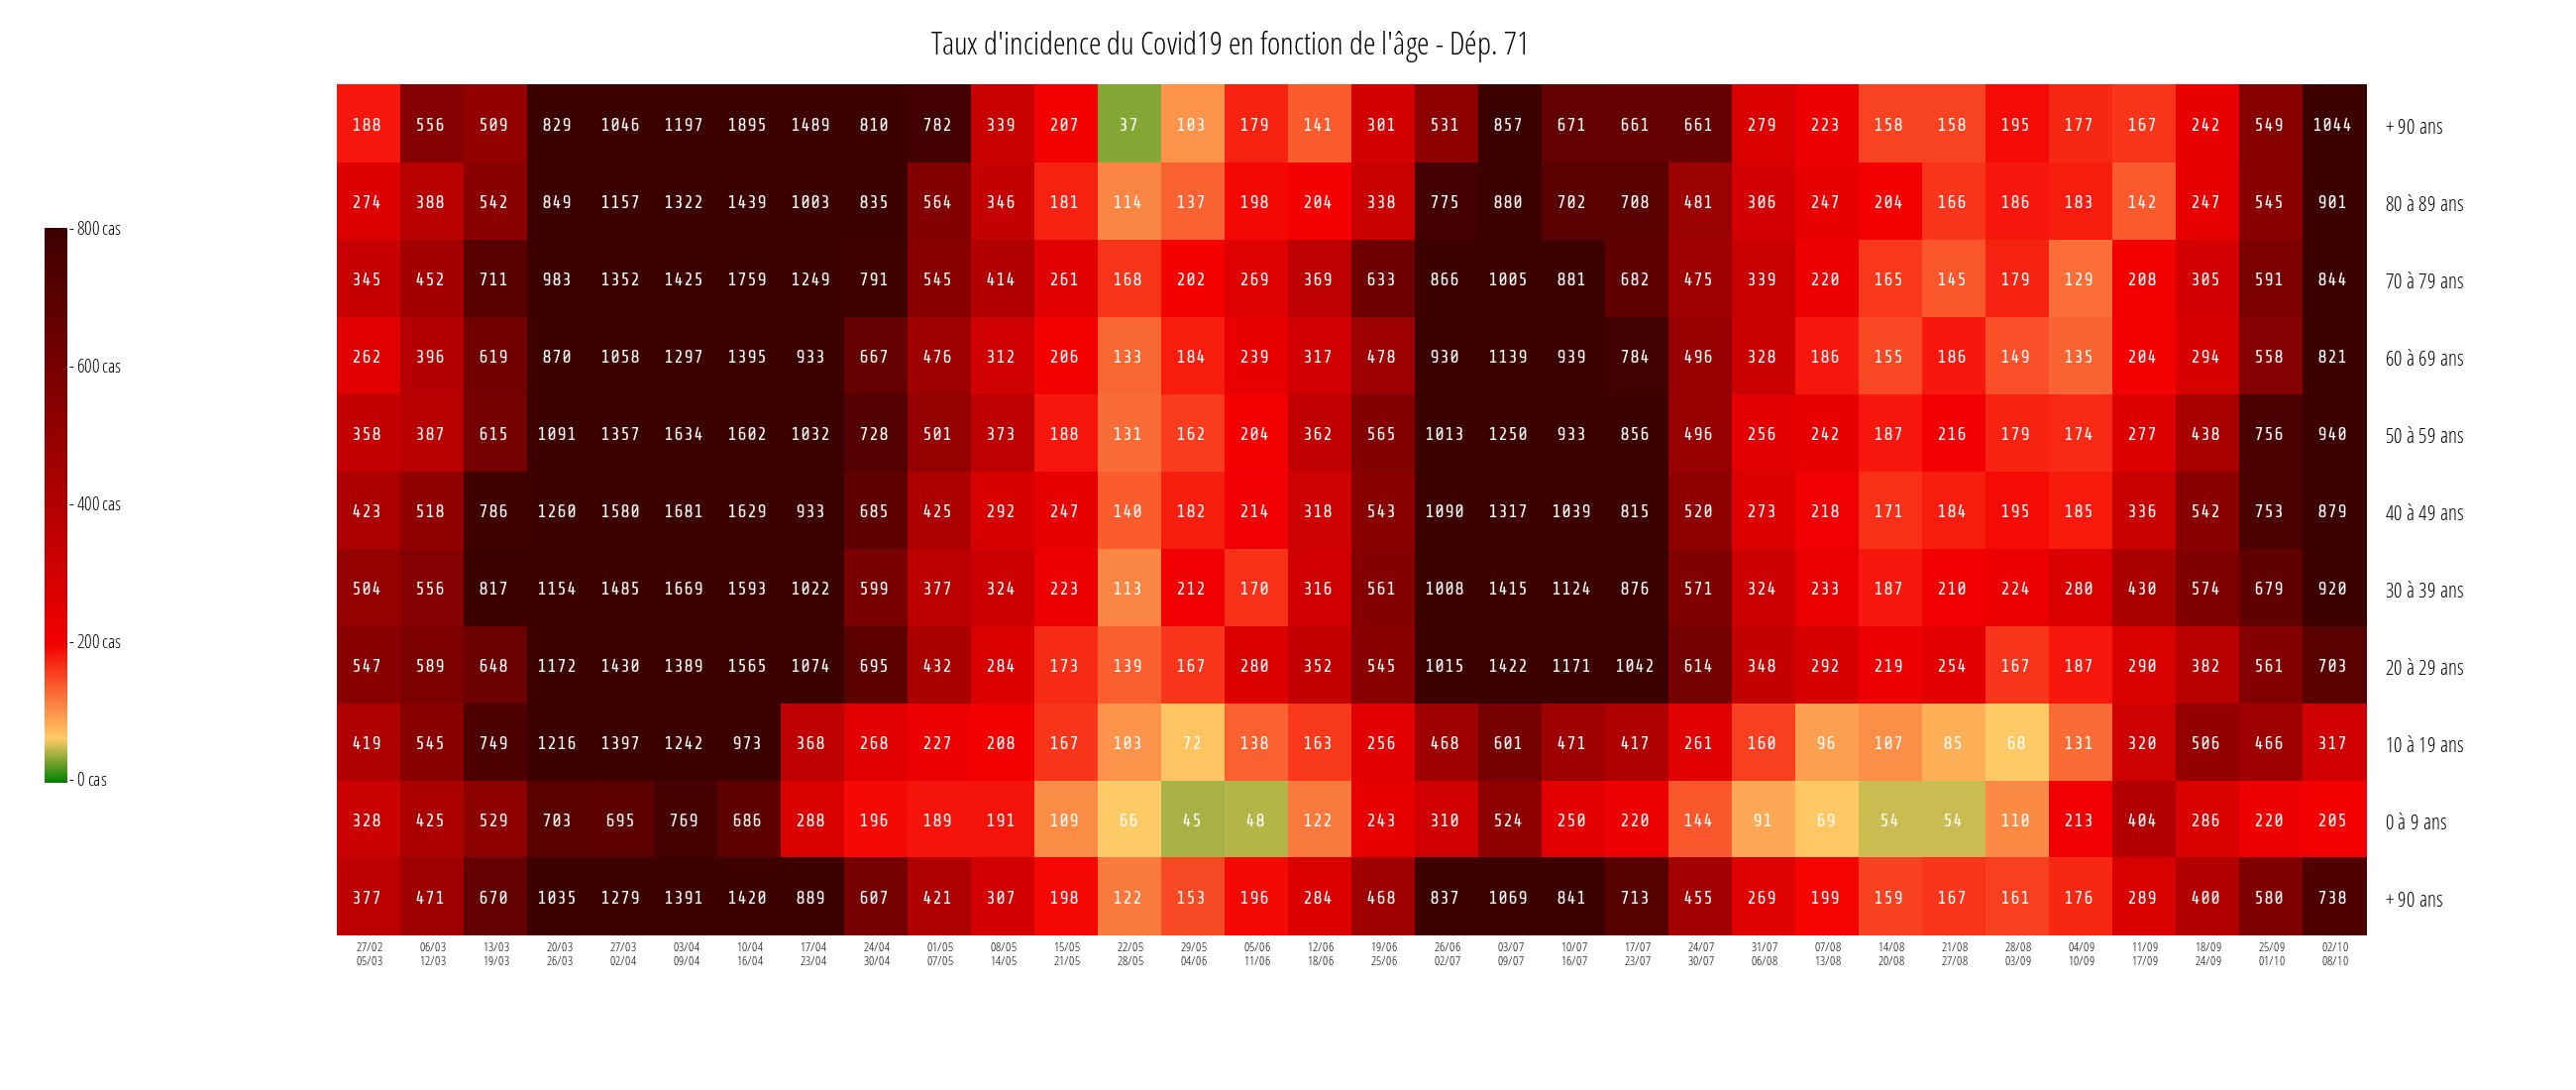 Taux d'incidence du Covid19 en fonction de l'âge - Dép. 71
188 556 509 829 1046 1197 1895 1489 810 782 339 207 37 103 179 141 301 531 857 671 661 661 279 223 158 158 195 177 167 242 549 1044 + 90 ans
274 388 542 849 1157 1322 1439 1003 835 564 346 181 114 137 198 204 338 775 880 702 708 481 306 247 204 166 186 183 142 247 545 901 80 à 89 ans
345 452 711 983 1352 1425 1759 1249 791 545 414 261 168 202 269 369 633 866 1005 881 682 475 339 220 165 145 179 129 208 305 591 844 70 à 79 ans
262 396 619 870 1058 1297 1395 933 667 476 312 206 133 184 239 317 478 930 1139 939 784 496 328 186 155 186 149 135 204 294 558 821 60 à 69 ans
358 387 615 1091 1357 1634 1602 1032 728 501 373 188 131 162 204 362 565 1013 1250 933 856 496 256 242 187 216 179 174 277 438 756 940 50 à 59 ans
423 518 786 1260 1580 1681 1629 933 685 425 292 247 140 182 214 318 543 1090 1317 1039 815 520 273 218 171 184 195 185 336 542 753 879 40 à 49 ans
504 556 817 1154 1485 1669 1593 1022 599 377 324 223 113 212 170 316 561 1008 1415 1124 876 571 324 233 187 210 224 280 430 574 679 920 30 à 39 ans
547 589 648 1172 1430 1389 1565 1074 695 432 284 173 139 167 280 352 545 1015 1422 1171 1042 614 348 292 219 254 167 187 290 382 561 703 20 à 29 ans
419 545 749 1216 1397 1242 973 368 268 227 208 167 103 72 138 163 256 468 601 471 417 261 160 96 107 85 68 131 320 506 466 317 10 à 19 ans
328 425 529 703 695 769 686 288 196 189 191 109 66 45 48 122 243 310 524 250 220 144 91 69 54 54 110 213 404 286 220 205 0 à 9 ans
377 471 670 1035 1279 1391 1420 889 607 421 307 198 122 153 196 284 468 837 1069 841 713 455 269 199 159 167 161 176 289 400 580 738 + 90 ans
27/02 06/03 13/03 20/03 27/03 03/04 10/04 17/04 24/04 01/05 08/05 15/05 22/05 29/05 05/06 12/06 19/06 26/06 03/07 10/07 17/07 24/07 31/07 07/08 14/08 21/08 28/08 04/09 11/09 18/09 25/09 02/10
05/03 12/03 19/03 26/03 02/04 09/04 16/04 23/04 30/04 07/05 14/05 21/05 28/05 04/06 11/06 18/06 25/06 02/07 09/07 16/07 23/07 30/07 06/08 13/08 20/08 27/08 03/09 10/09 17/09 24/09 01/10 08/10
- 800 cas
- 600 cas
- 400 cas
- 200 cas
- 0 cas